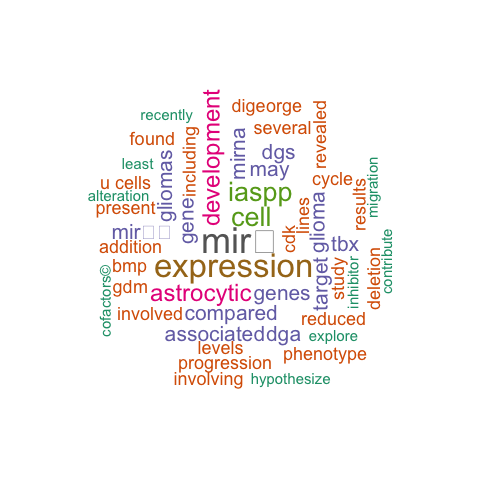 recently
digeorge
development
revealed
found
several
including
mirna
least
gliomas
dgs
u cells
may
cycle
migration
alteration
iaspp
present
gene
cell
lines
results
mir□□
mir□
cdk
glioma
tbx
contribute
addition
expression
target
study
inhibitor
deletion
bmp
cofactors©
gdm
astrocytic
genes
involved
compared
reduced
associated
dga
explore
levels
phenotype
progression
involving
hypothesize